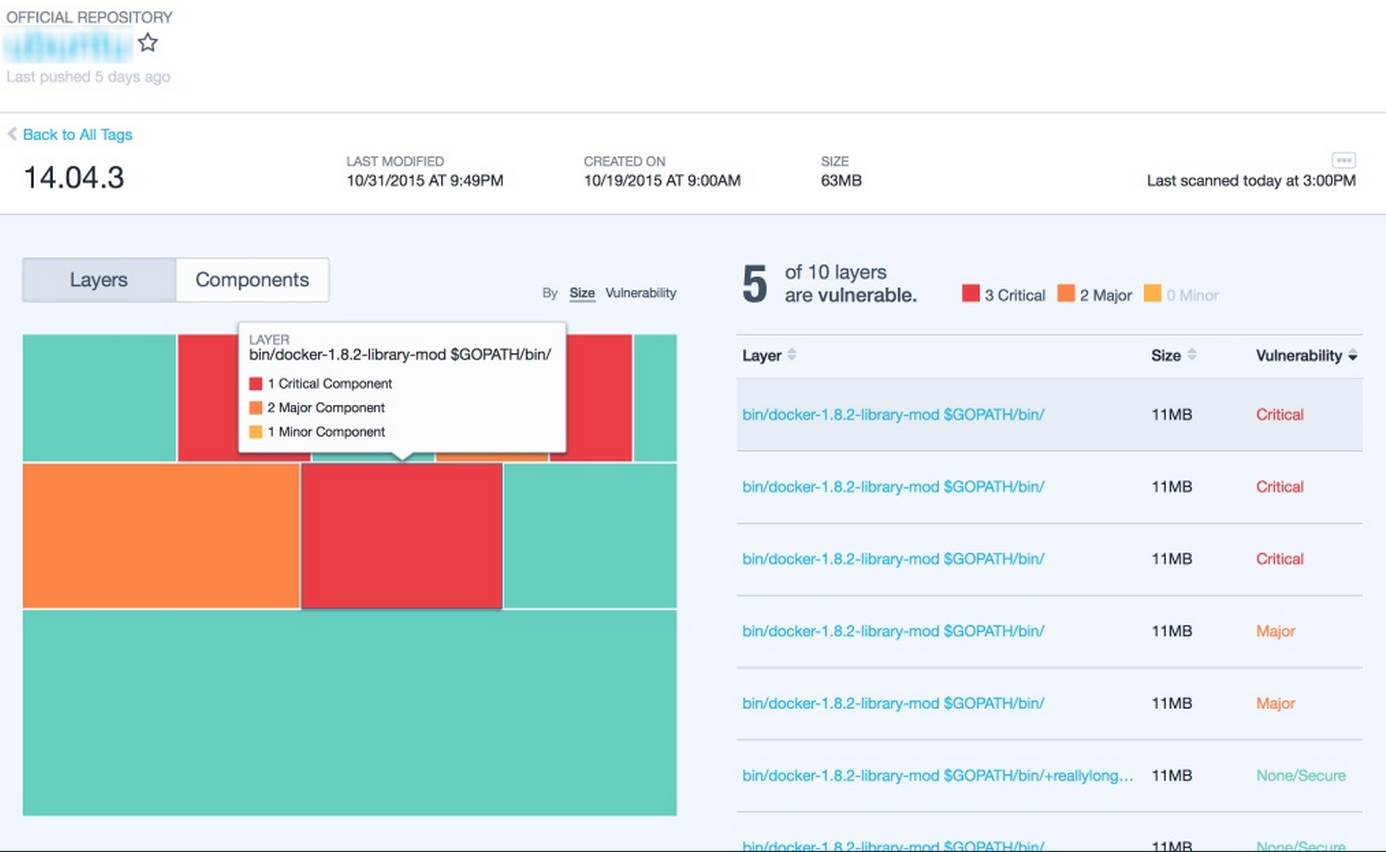 OFFICIAL REPOSITORY
Last pushed 5 days ago
Back to All Tags
14.04.3
LAST MODIFIED
10/31/2015 AT 9:49PM
CREATED ON
10/19/2015 AT 9:00AM
SIZE
63MB
Last scanned today at 3:00PM
Layers Components
By Size Vulnerability
LAYER
bin/docker-1.8.2-library-mod $GOPATH/bin/
1 Critical Component
2 Major Component
1 Minor Component
5 of 10 layers
are vulnerable.
3 Critical 2 Major 0 Minor
Layer Size Vulnerability
bin/docker-1.8.2-library-mod $GOPATH/bin/ 11MB Critical
bin/docker-1.8.2-library-mod $GOPATH/bin/ 11MB Critical
bin/docker-1.8.2-library-mod $GOPATH/bin/ 11MB Critical
bin/docker-1.8.2-library-mod $GOPATH/bin/ 11MB Major
bin/docker-1.8.2-library-mod $GOPATH/bin/ 11MB Major
bin/docker-1.8.2-library-mod $GOPATH/bin/+reallylong... 11MB None/Secure
bin/docker-1.8.2-library-mod $GOPATH/bin/ 11MB None/Secure